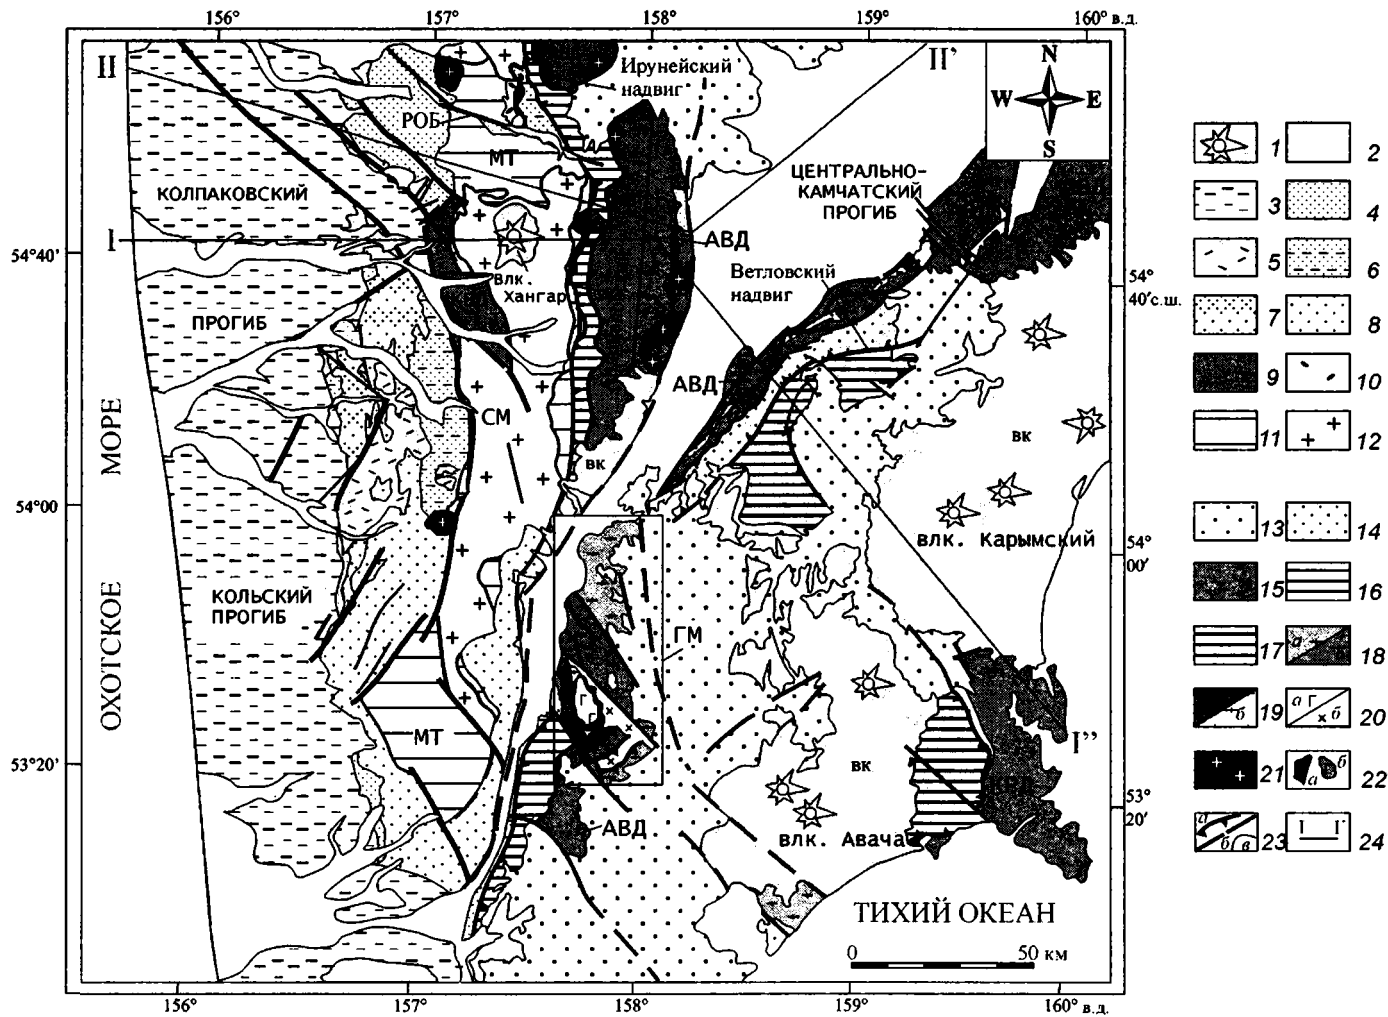 156°
157°
158°
159°
160° в.д.
II
II'
Ирунейский
надвиг
N
W
E
S
РОБ
МТ
ЦЕНТРАЛЬНО-
КАМЧАТСКИЙ
ПРОГИБ
КОЛПАКОВСКИЙ
I
54°40'
АВД
влк.
Хангар
Ветловский
надвиг
54°
40'с.ш.
ПРОГИБ
АВД
СМ
МОРЕ
вк
вк
54°00'
влк. Карымский
54°
00'
КОЛЬСКИЙ
ПРОГИБ
ОХОТСКОЕ
ГМ
Г
Г
МТ
I''
53°20'
вк
КРД
53°
20'
АВД
влк. Авача
ТИХИЙ ОКЕАН
0
50 км
156°
157°
158°
159°
160° в.д.
1
2
3
4
5
6
7
8
9
10
11
12
13
14
15
16
17
а
18
б
19
а Г
б
20
21
а
б
22
а
б
в
23
I
I'
24